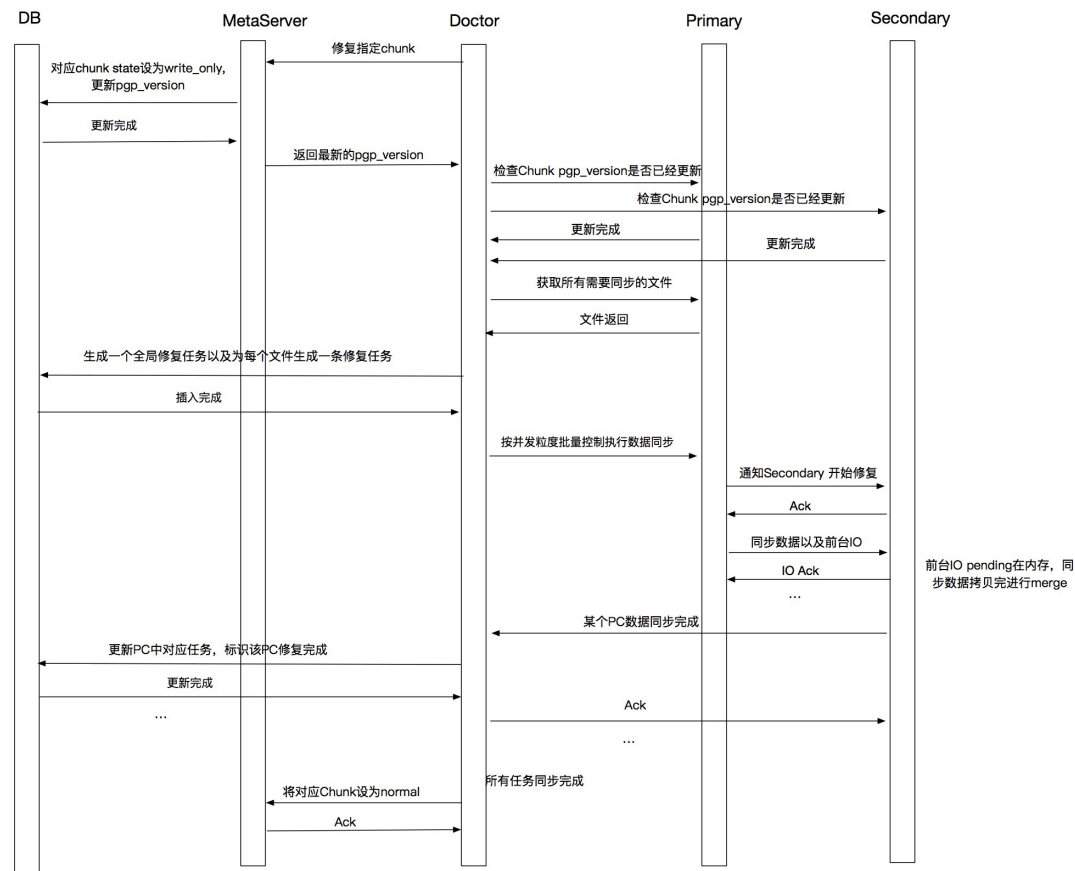 DB
MetaServer
Doctor
Primary
Secondary
修复指定chunk
对应chunk state设为write_only,
更新pgp_version
更新完成
返回最新的pgp_version
检查Chunk pgp_version是否已经更新
检查Chunk pgp_version是否已经更新
更新完成
更新完成
获取所有需要同步的文件
文件返回
生成一个全局修复任务以及为每个文件生成一条修复任务
插入完成
按并发粒度批量控制执行数据同步
通知Secondary 开始修复
Ack
同步数据以及前台IO
IO Ack
...
前台IO pending在内存，同
步数据拷贝完进行merge
某个PC数据同步完成
更新PC中对应任务，标识该PC修复完成
更新完成
...
Ack
...
所有任务同步完成
将对应Chunk设为normal
Ack